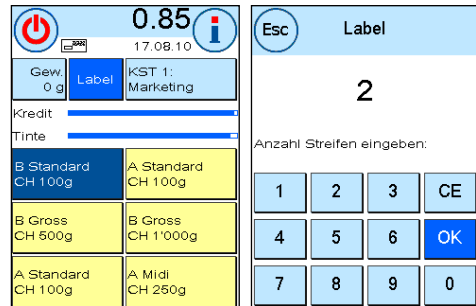 0.85
17.08.10
Gew.
0 g
Label
KST 1:
Marketing
Kredit
Tinte
B Standard
CH 100g
A Standard
CH 100g
B Gross
CH 500g
B Gross
CH 1'000g
A Standard
CH 100g
A Midi
CH 250g
Esc
Label
2
Anzahl Streifen eingeben:
1 2 3 CE
4 5 6 OK
7 8 9 0